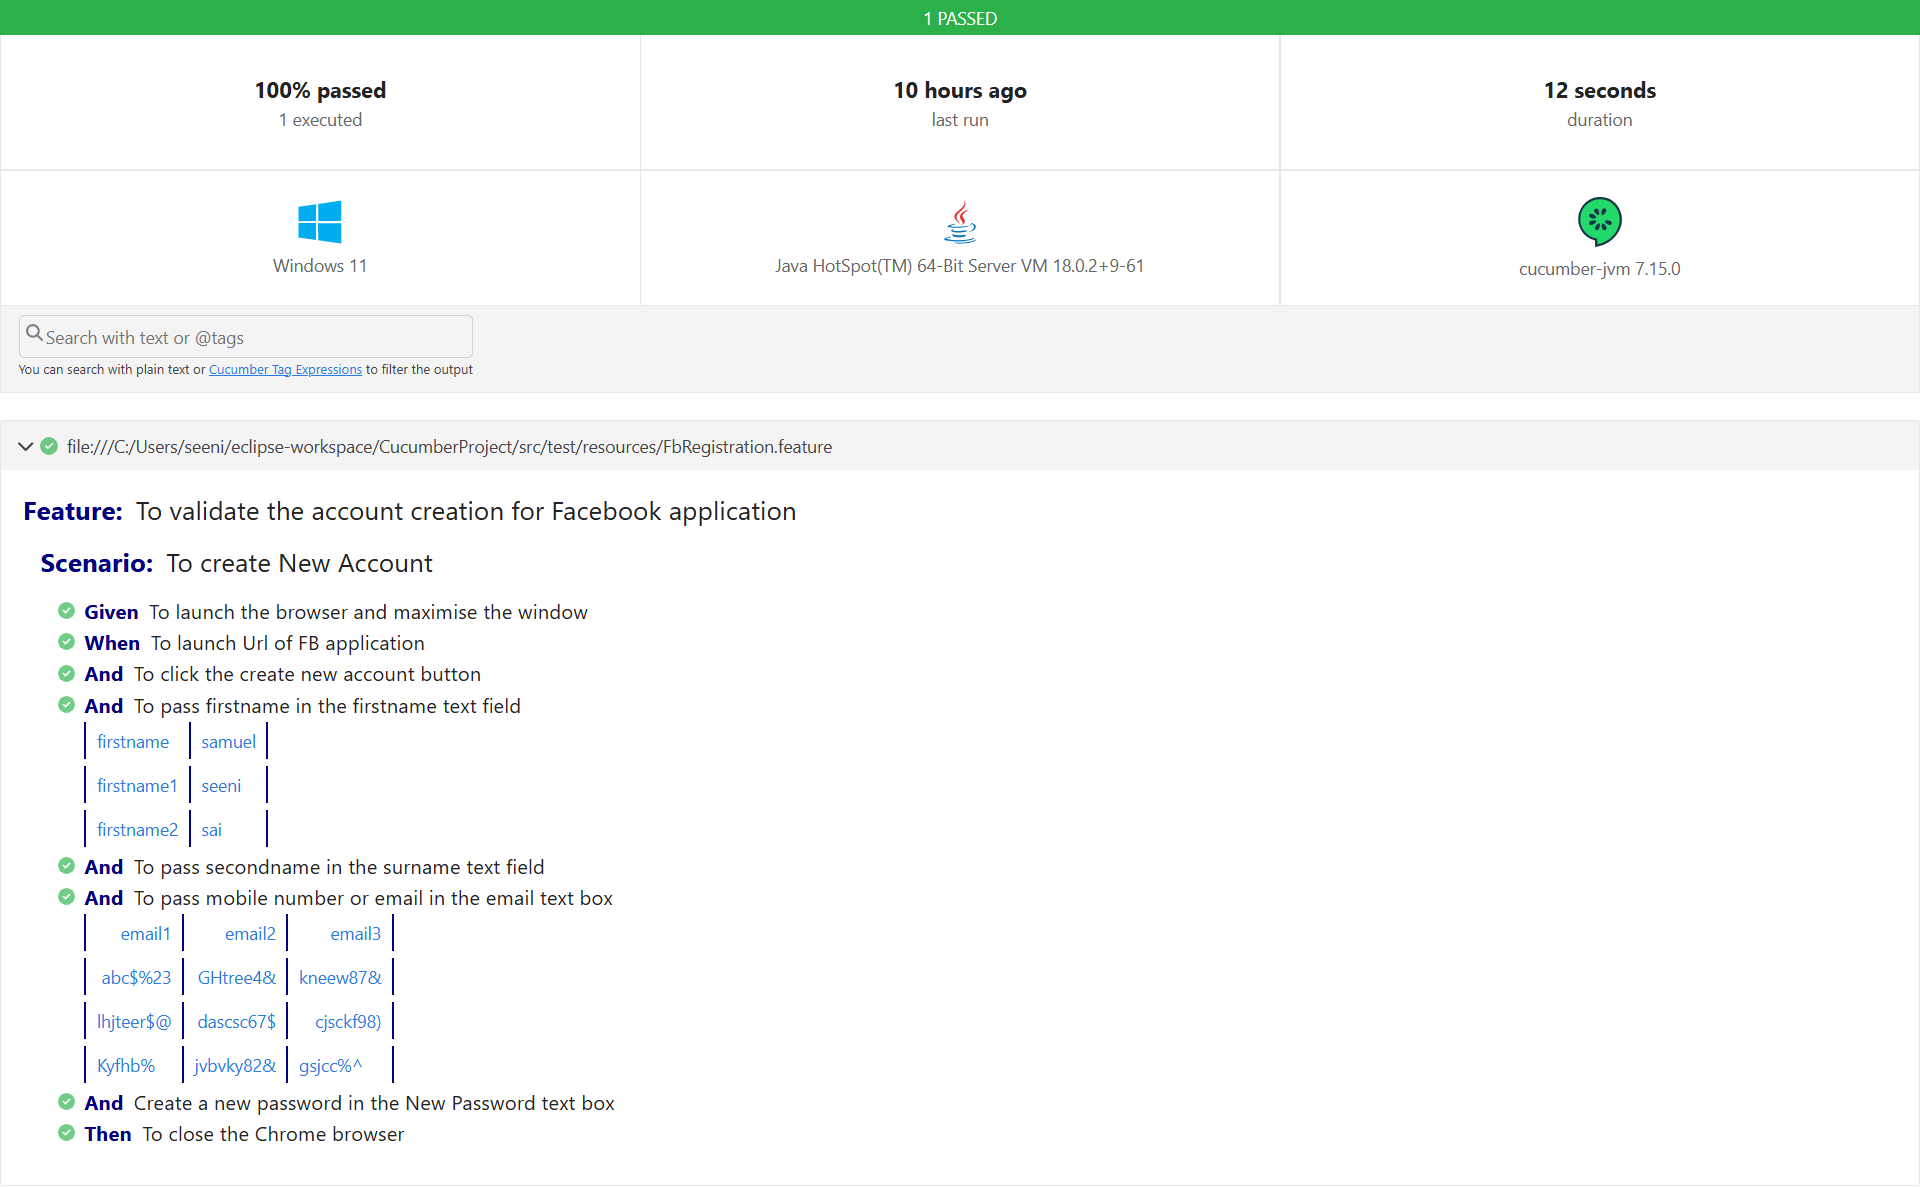 1 PASSED
100% passed
1 executed
10 hours ago
last run
12 seconds
duration
Windows 11
Java HotSpot(TM) 64-Bit Server VM 18.0.2+9-61
cucumber-jvm 7.15.0
Search with text or @tags
You can search with plain text or Cucumber Tag Expressions to filter the output
file:///C:/Users/seeni/eclipse-workspace/CucumberProject/src/test/resources/FbRegistration.feature
Feature: To validate the account creation for Facebook application
Scenario: To create New Account
Given To launch the browser and maximise the window
When To launch Url of FB application
And To click the create new account button
And To pass firstname in the firstname text field
firstname samuel
firstname1 seeni
firstname2 sai
And To pass secondname in the surname text field
And To pass mobile number or email in the email text box
email1 email2 email3
abc$%23 GHtree4& kneew87&
lhjteer$@ dascsc67$ cjsckf98)
Kyfhb% jvbvky82& gsjcc%^
And Create a new password in the New Password text box
Then To close the Chrome browser